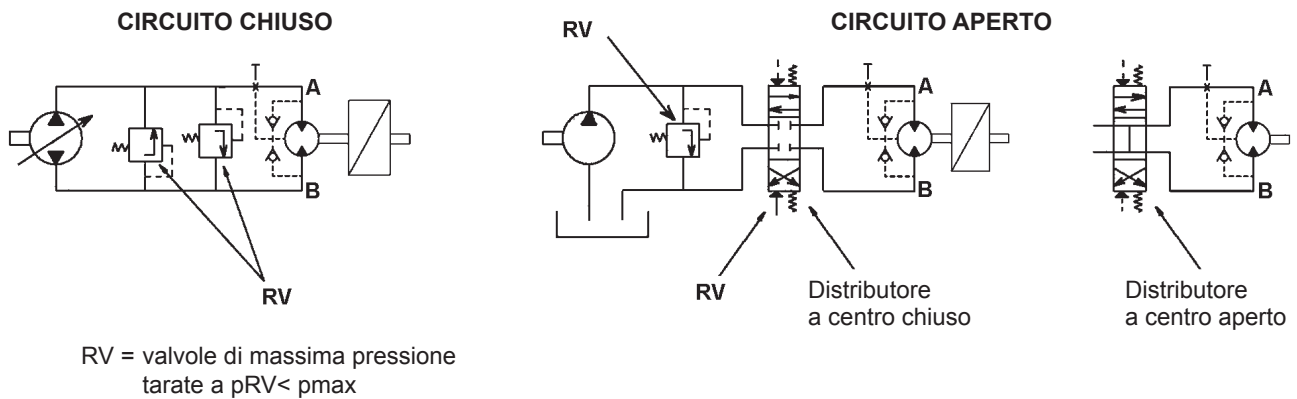 CIRCUITO CHIUSO
A
B
RV
RV = valvole di massima pressione
tarate a pRV< pmax
CIRCUITO APERTO
RV
A
B
RV
Distributore
a centro chiuso
A
B
Distributore
a centro aperto